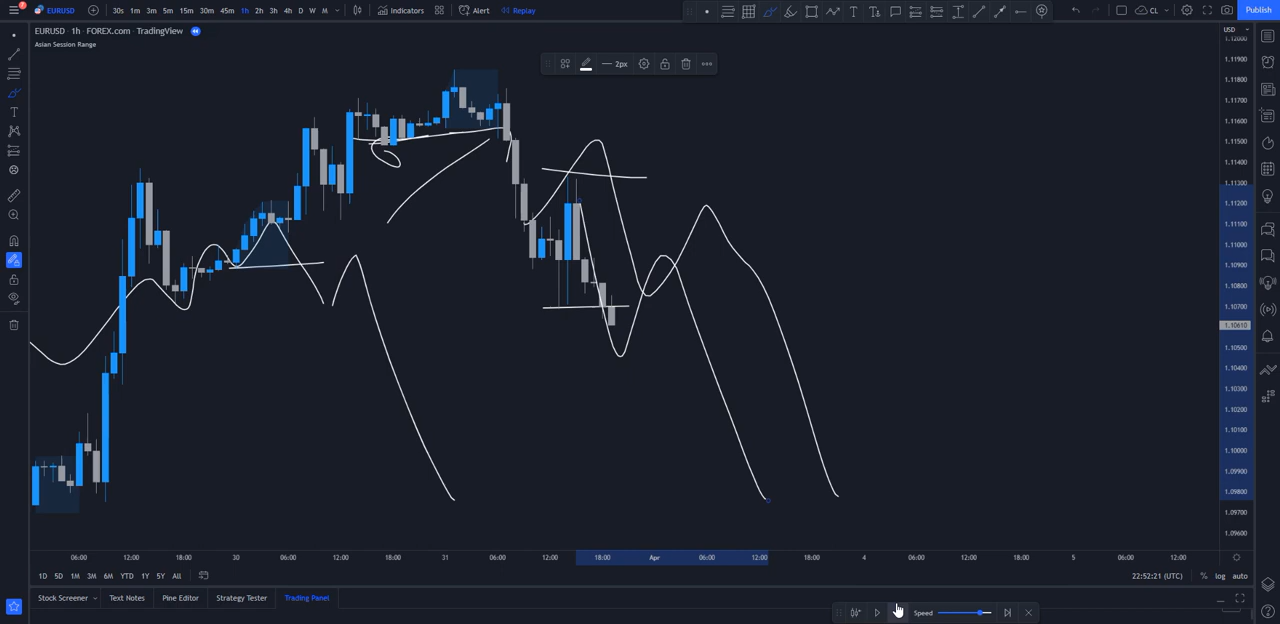 7 EURUSD 30s 1m 3m 5m 15m 30m 45m 1h 2h 3h 4h D W M Indicators Alert Replay CL Publish
EURUSD · 1h · FOREX.com · TradingView
Asian Session Range
2px
USD
1.12000
1.11900
1.11800
1.11700
1.11600
1.11500
1.11400
1.11300
1.11200
1.11100
1.11000
1.10900
1.10800
1.10700
1.10610
1.10500
1.10400
1.10300
1.10200
1.10100
1.10000
1.09900
1.09800
1.09700
1.09600
06:00 12:00 18:00 30 06:00 12:00 18:00 31 06:00 12:00 18:00 Apr 06:00 12:00 18:00 4 06:00 12:00 18:00 5 06:00 12:00
1D 5D 1M 3M 6M YTD 1Y 5Y All 22:52:21 (UTC) % log auto
Stock Screener Text Notes Pine Editor Strategy Tester Trading Panel
Speed